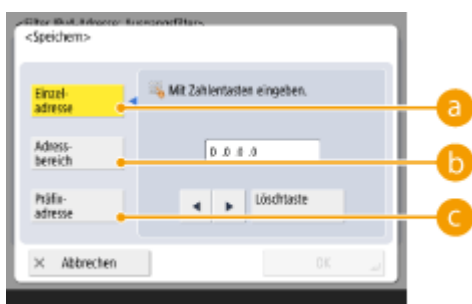 <Filter IPv4-Adresse: Ausgangsfilter>
<Speichern>
Einzel-
adresse
Mit Zahlentasten eingeben.
a
Adress-
bereich
0 .0 .0 .0
b
Präfix-
adresse
◄ ► Löschtaste
c
× Abbrechen
OK